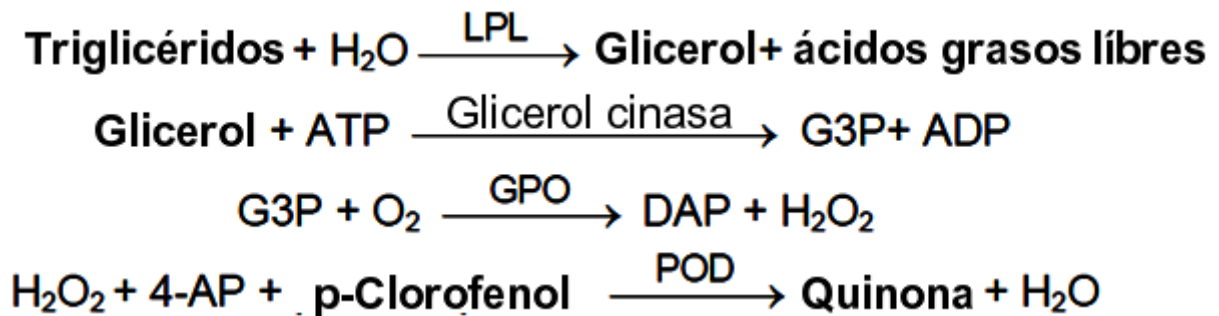 Triglicéridos + H₂O LPL → Glicerol+ ácidos grasos líbres
Glicerol + ATP Glicerol cinasa → G3P+ ADP
G3P + O₂ GPO → DAP + H₂O₂
H₂O₂ + 4-AP + p-Clorofenol POD → Quinona + H₂O